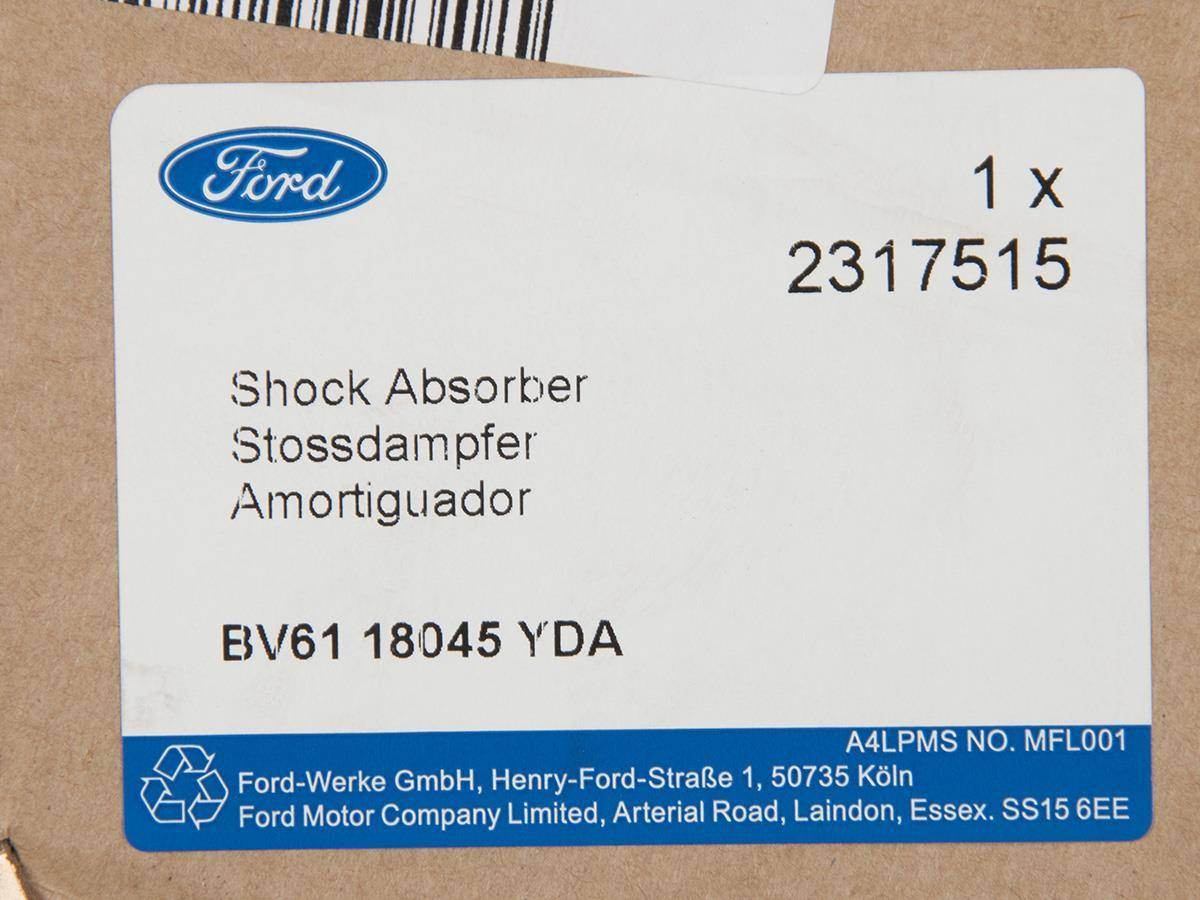 Ford
1 x
2317515
Shock Absorber
Stossdampfer
Amortiguador
BV61 18045 YDA
A4LPMS NO. MFL001
Ford-Werke GmbH, Henry-Ford-Straße 1, 50735 Köln
Ford Motor Company Limited, Arterial Road, Laindon, Essex. SS15 6EE